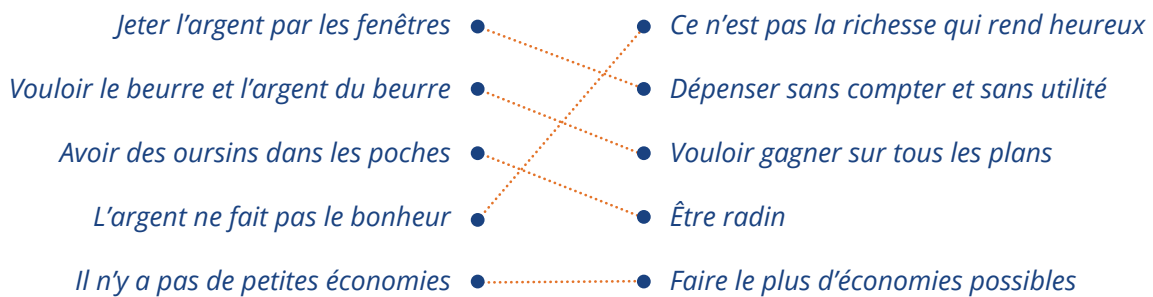 Jeter l’argent par les fenêtres
Ce n’est pas la richesse qui rend heureux
Vouloir le beurre et l’argent du beurre
Dépenser sans compter et sans utilité
Avoir des oursins dans les poches
Vouloir gagner sur tous les plans
L’argent ne fait pas le bonheur
Être radin
Il n’y a pas de petites économies
Faire le plus d’économies possibles